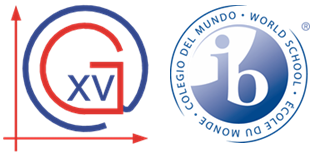 G
XV
COLEGIO DEL MUNDO · WORLD SCHOOL · ÉCOLE DU MONDE ·
ib
®